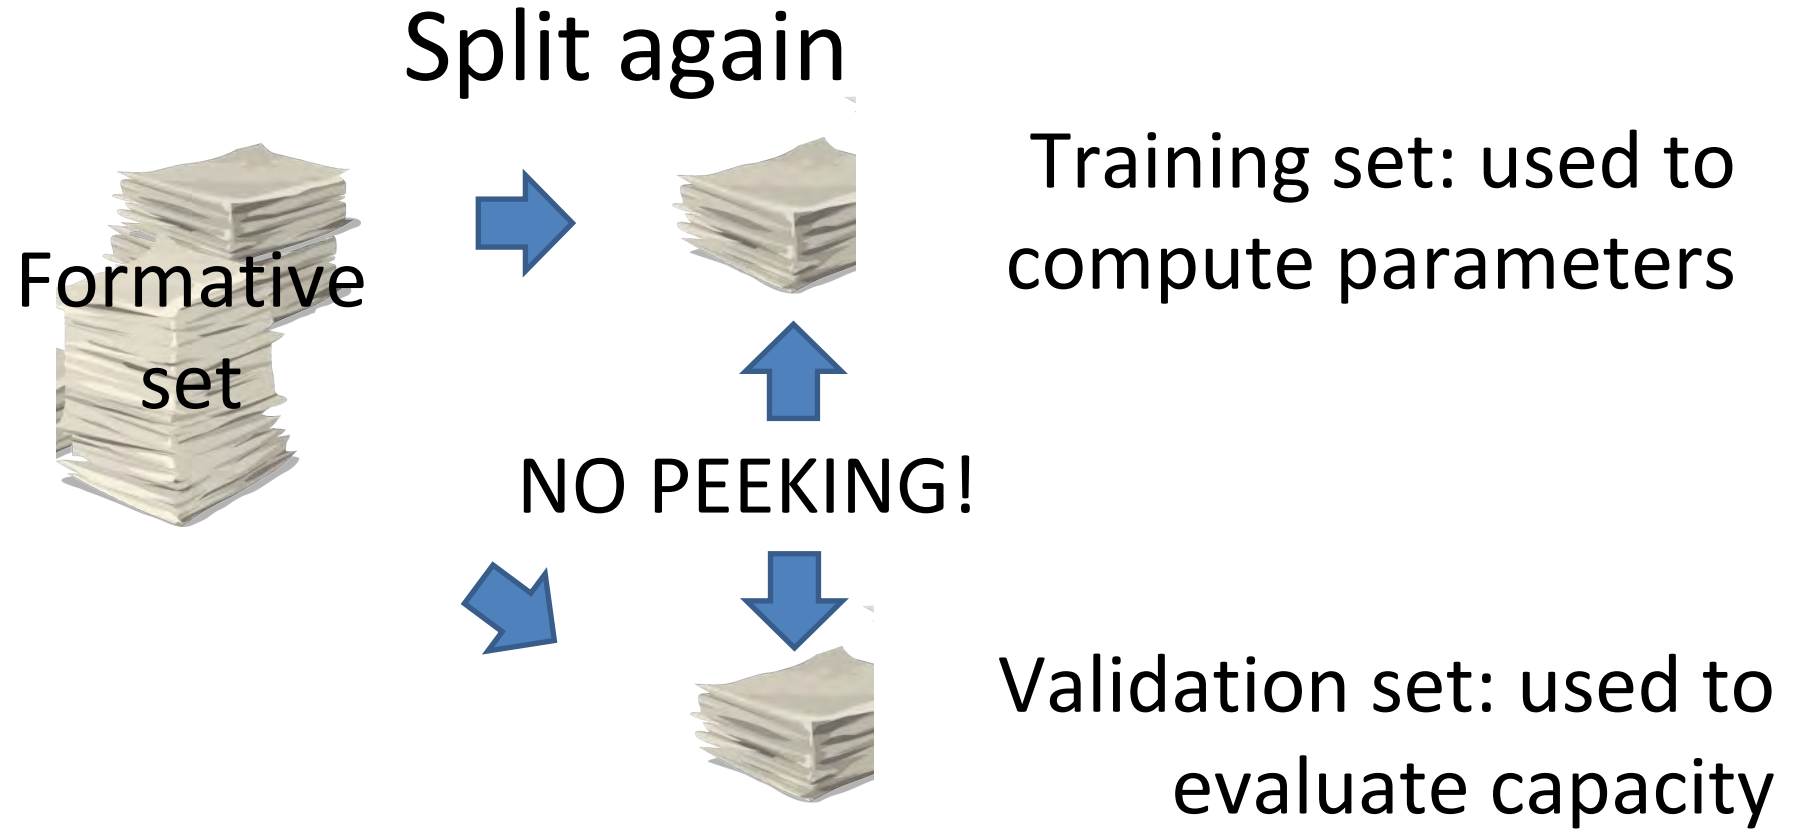 Split again
Training set: used to
compute parameters
Formative
set
NO PEEKING!
Validation set: used to
evaluate capacity